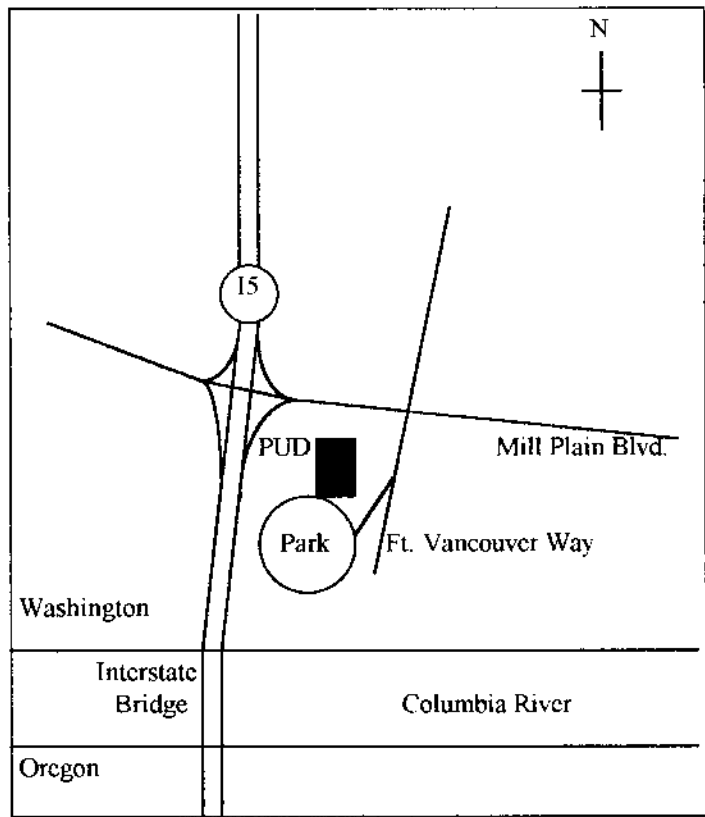 N
I5
PUD
Mill Plain Blvd.
Park
Ft. Vancouver Way
Washington
Interstate
Bridge
Columbia River
Oregon